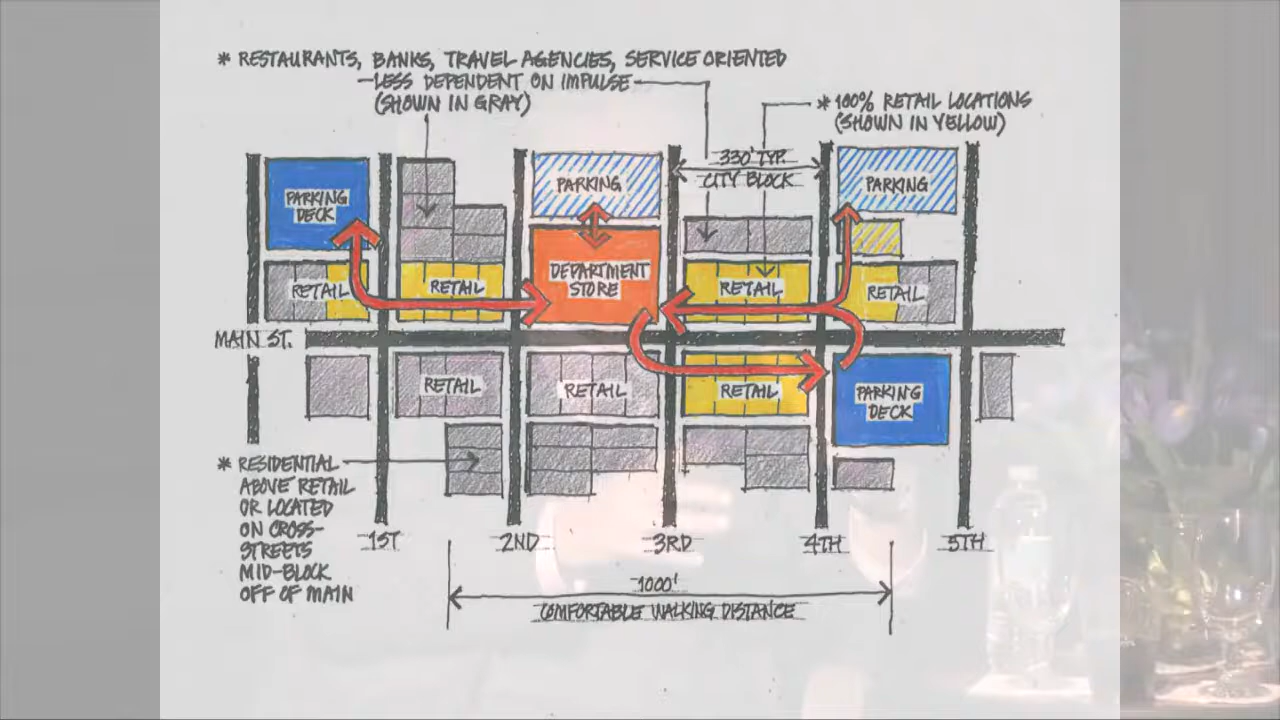 * RESTAURANTS, BANKS, TRAVEL AGENCIES, SERVICE ORIENTED
-LESS DEPENDENT ON IMPULSE
(SHOWN IN GRAY)
* 100% RETAIL LOCATIONS
(SHOWN IN YELLOW)
330' TYP.
CITY BLOCK
PARKING
DECK
PARKING
PARKING
DEPARTMENT
STORE
RETAIL
RETAIL
RETAIL
RETAIL
MAIN ST.
RETAIL
RETAIL
RETAIL
PARKING
DECK
* RESIDENTIAL
ABOVE RETAIL
OR LOCATED
ON CROSS-
STREETS
MID-BLOCK
OFF OF MAIN
1ST
2ND
3RD
4TH
5TH
1000'
COMFORTABLE WALKING DISTANCE